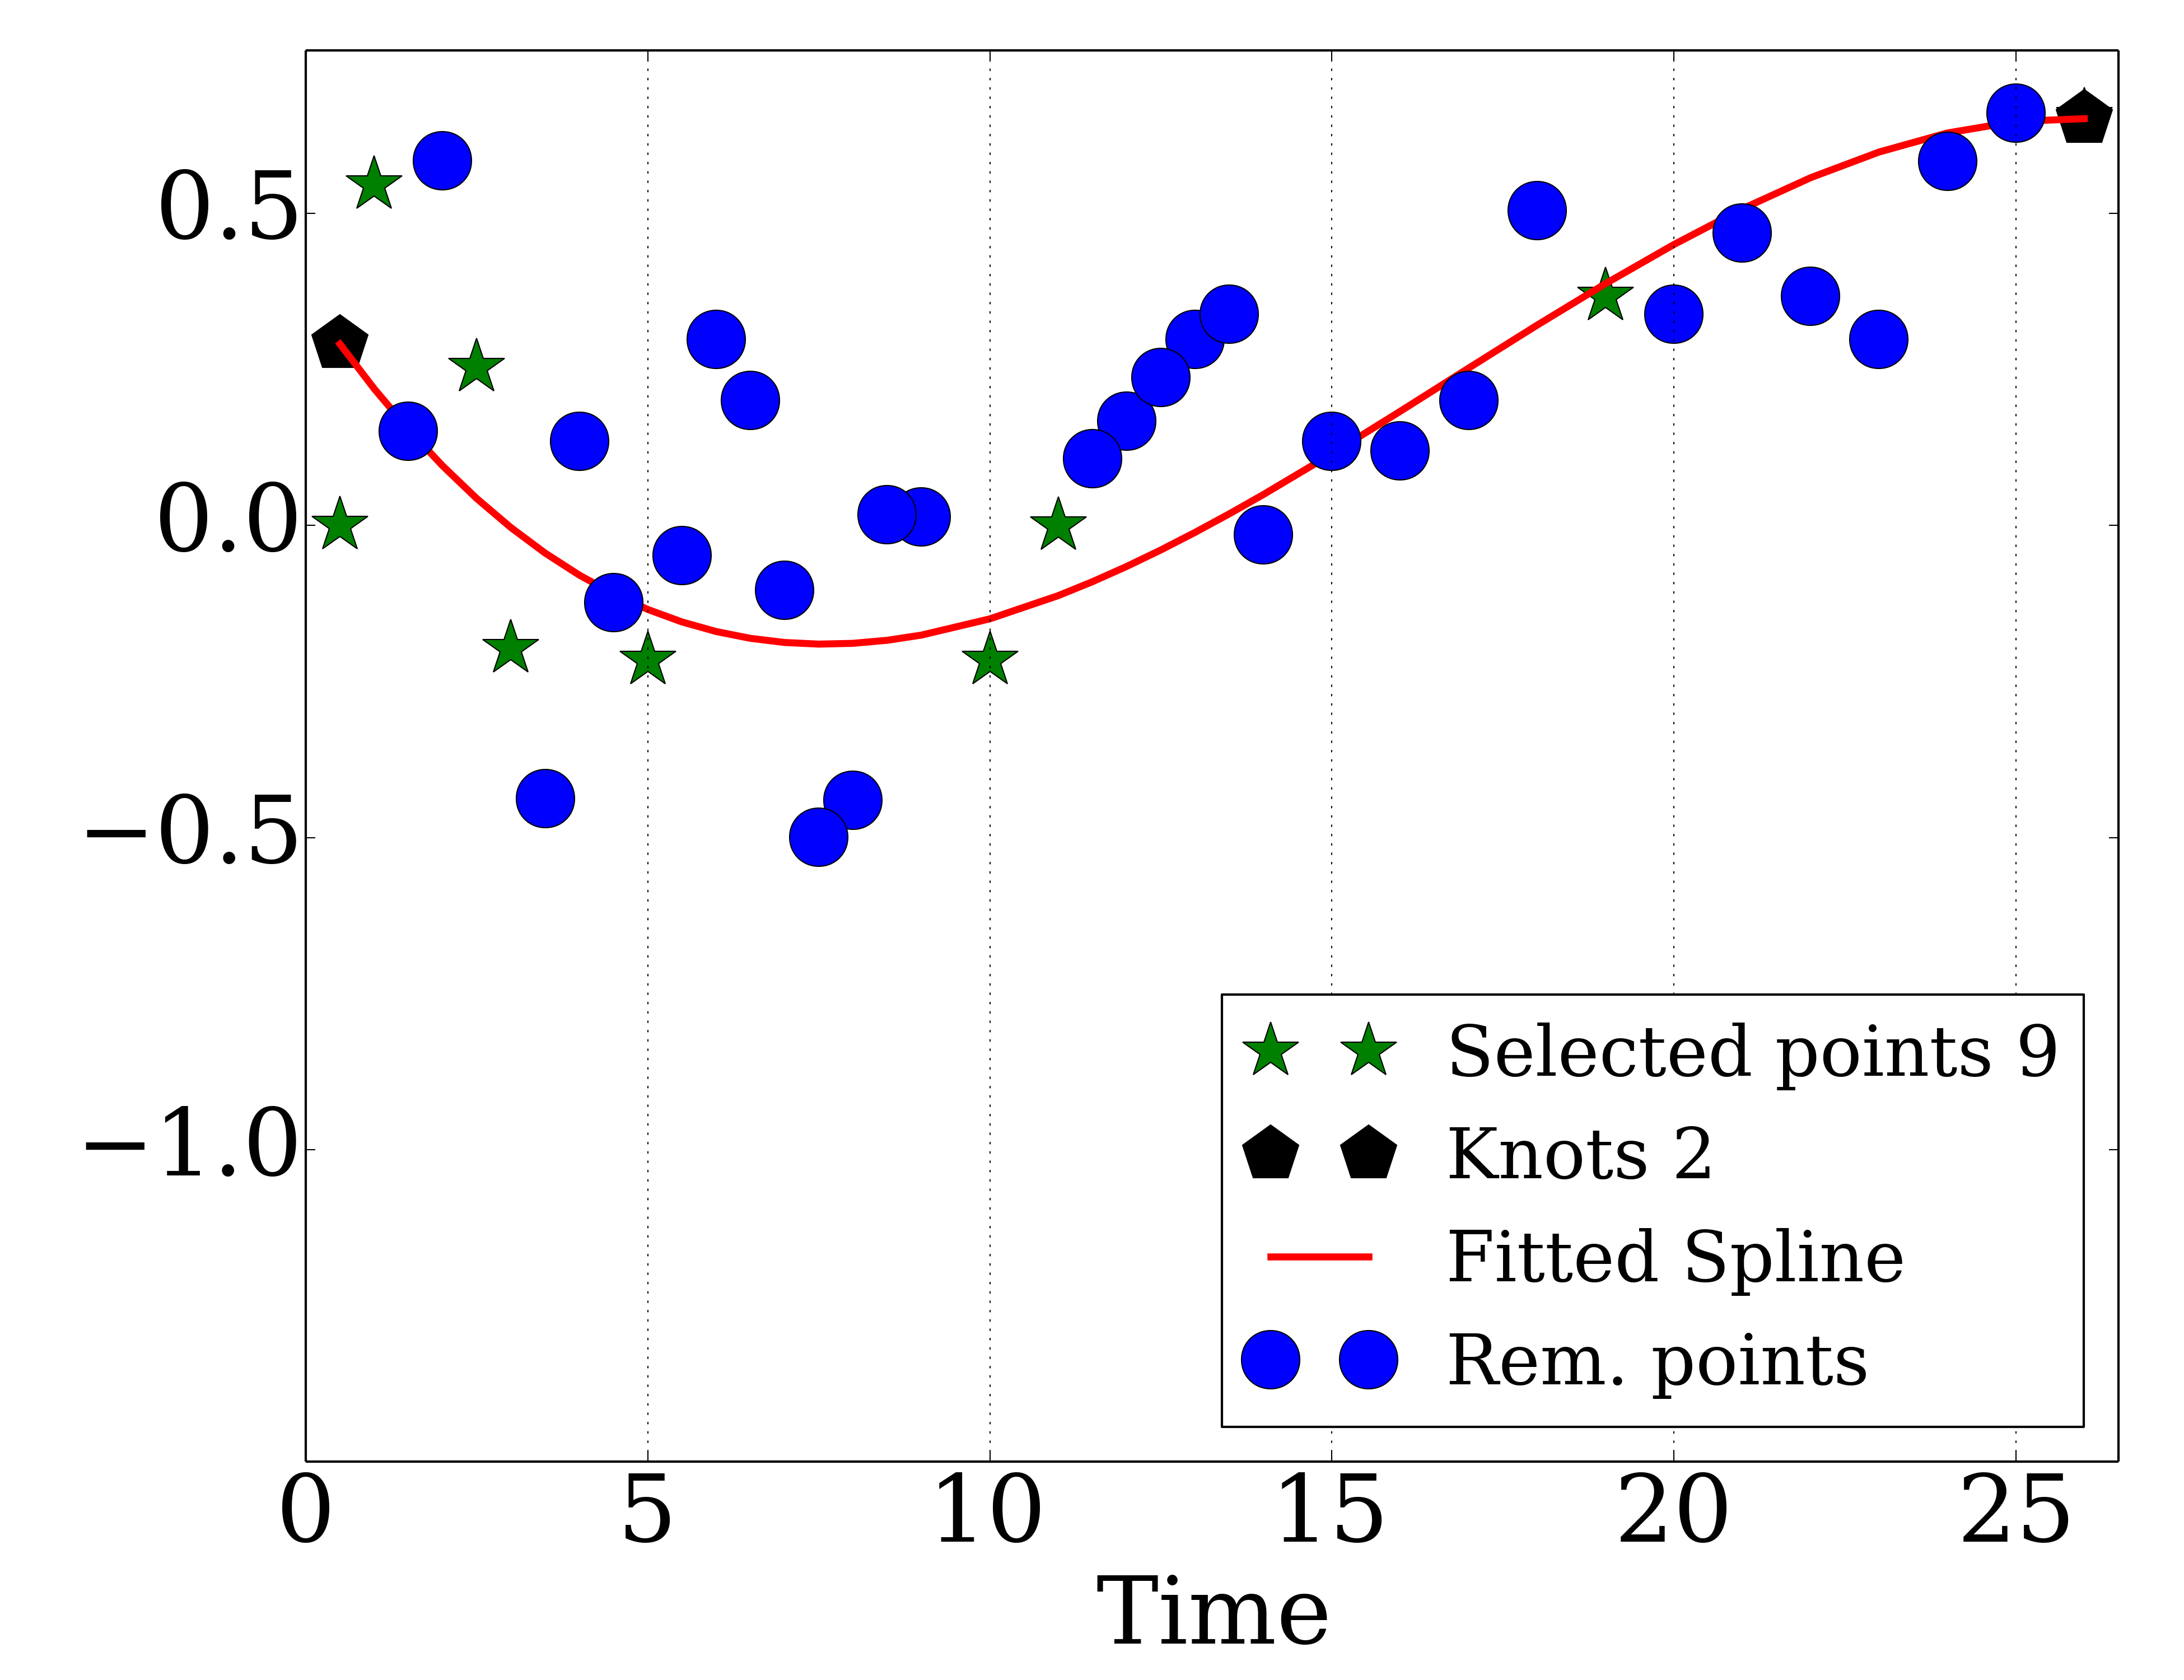 0.5
0.0
−0.5
−1.0
Selected points 9
Knots 2
Fitted Spline
Rem. points
0 5 10 15 20 25
Time